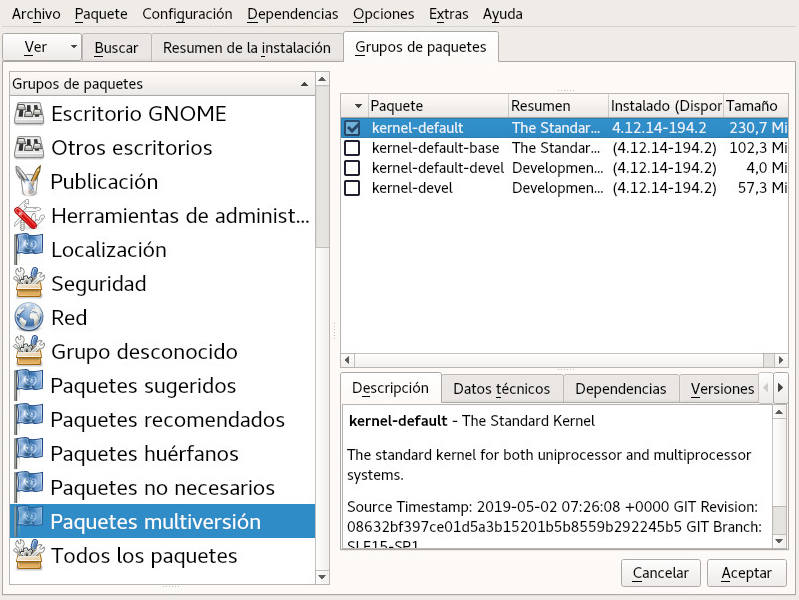 Archivo Paquete Configuración Dependencias Opciones Extras Ayuda
Ver Buscar Resumen de la instalación Grupos de paquetes
Grupos de paquetes
Escritorio GNOME
Otros escritorios
Publicación
Herramientas de administ...
Localización
Seguridad
Red
Grupo desconocido
Paquetes sugeridos
Paquetes recomendados
Paquetes huérfanos
Paquetes no necesarios
Paquetes multiversión
Todos los paquetes
Paquete Resumen Instalado (Dispor Tamaño
kernel-default The Standar... 4.12.14-194.2 230,7 Mi
kernel-default-base The Standar... (4.12.14-194.2) 102,3 Mi
kernel-default-devel Developmen... (4.12.14-194.2) 4,0 Mi
kernel-devel Developmen... (4.12.14-194.2) 57,3 Mi
Descripción Datos técnicos Dependencias Versiones
kernel-default - The Standard Kernel
The standard kernel for both uniprocessor and multiprocessor
systems.
Source Timestamp: 2019-05-02 07:26:08 +0000 GIT Revision:
08632bf397ce01d5a3b15201b5b8559b292245b5 GIT Branch:
SLE15-SP1
Cancelar Aceptar